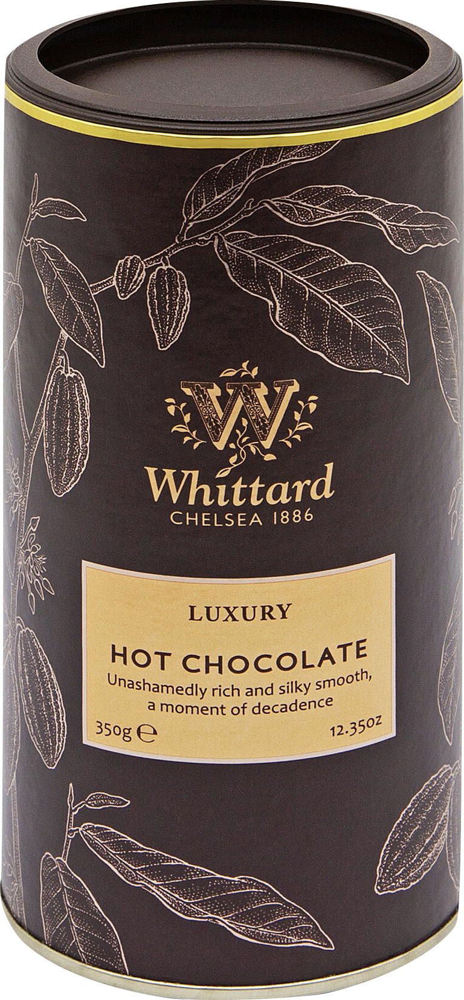 W
Whittard
CHELSEA 1886
LUXURY
HOT CHOCOLATE
Unashamedly rich and silky smooth,
a moment of decadence
350g ℮
12.35oz